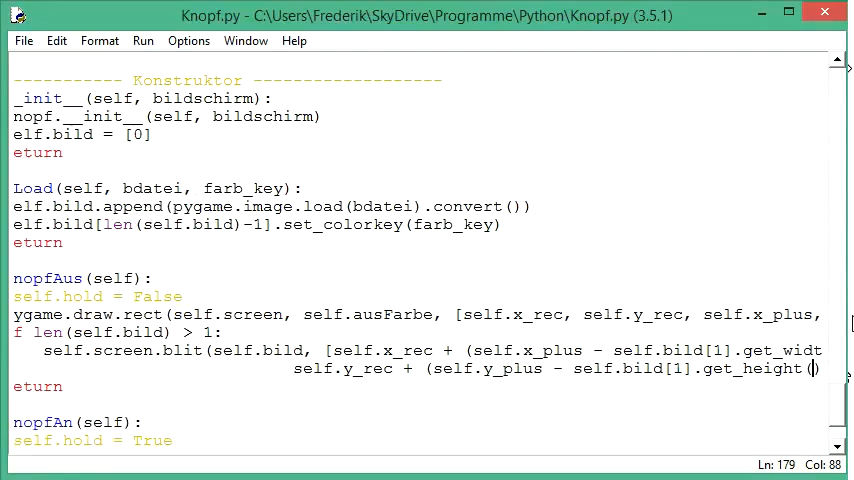 Knopf.py - C:\Users\Frederik\SkyDrive\Programme\Python\Knopf.py (3.5.1)
File Edit Format Run Options Window Help
----------- Konstruktor -------------------
_init__(self, bildschirm):
nopf.__init__(self, bildschirm)
elf.bild = [0]
eturn
Load(self, bdatei, farb_key):
elf.bild.append(pygame.image.load(bdatei).convert())
elf.bild[len(self.bild)-1].set_colorkey(farb_key)
eturn
nopfAus(self):
self.hold = False
ygame.draw.rect(self.screen, self.ausFarbe, [self.x_rec, self.y_rec, self.x_plus,
f len(self.bild) > 1:
self.screen.blit(self.bild, [self.x_rec + (self.x_plus - self.bild[1].get_widt
self.y_rec + (self.y_plus - self.bild[1].get_height()
eturn
nopfAn(self):
self.hold = True
Ln: 179 Col: 88